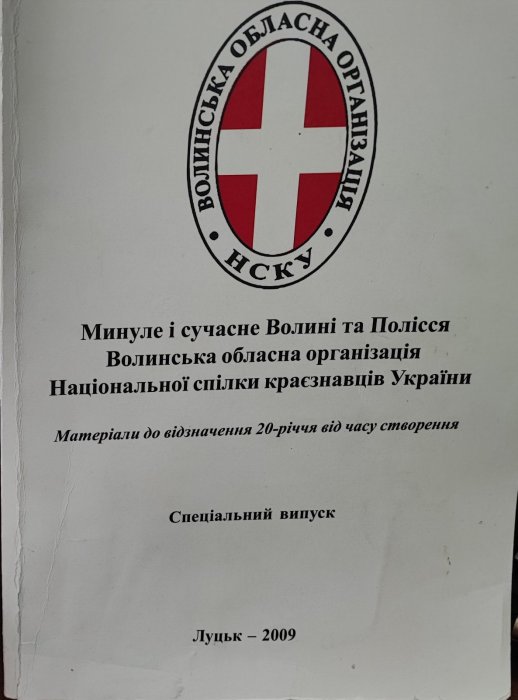 ВОЛИНСЬКА ОБЛАСНА ОРГАНІЗАЦІЯ
• НСКУ •
Минуле і сучасне Волині та Полісся
Волинська обласна організація
Національної спілки краєзнавців України
Матеріали до відзначення 20-річчя від часу створення
Спеціальний випуск
Луцьк – 2009